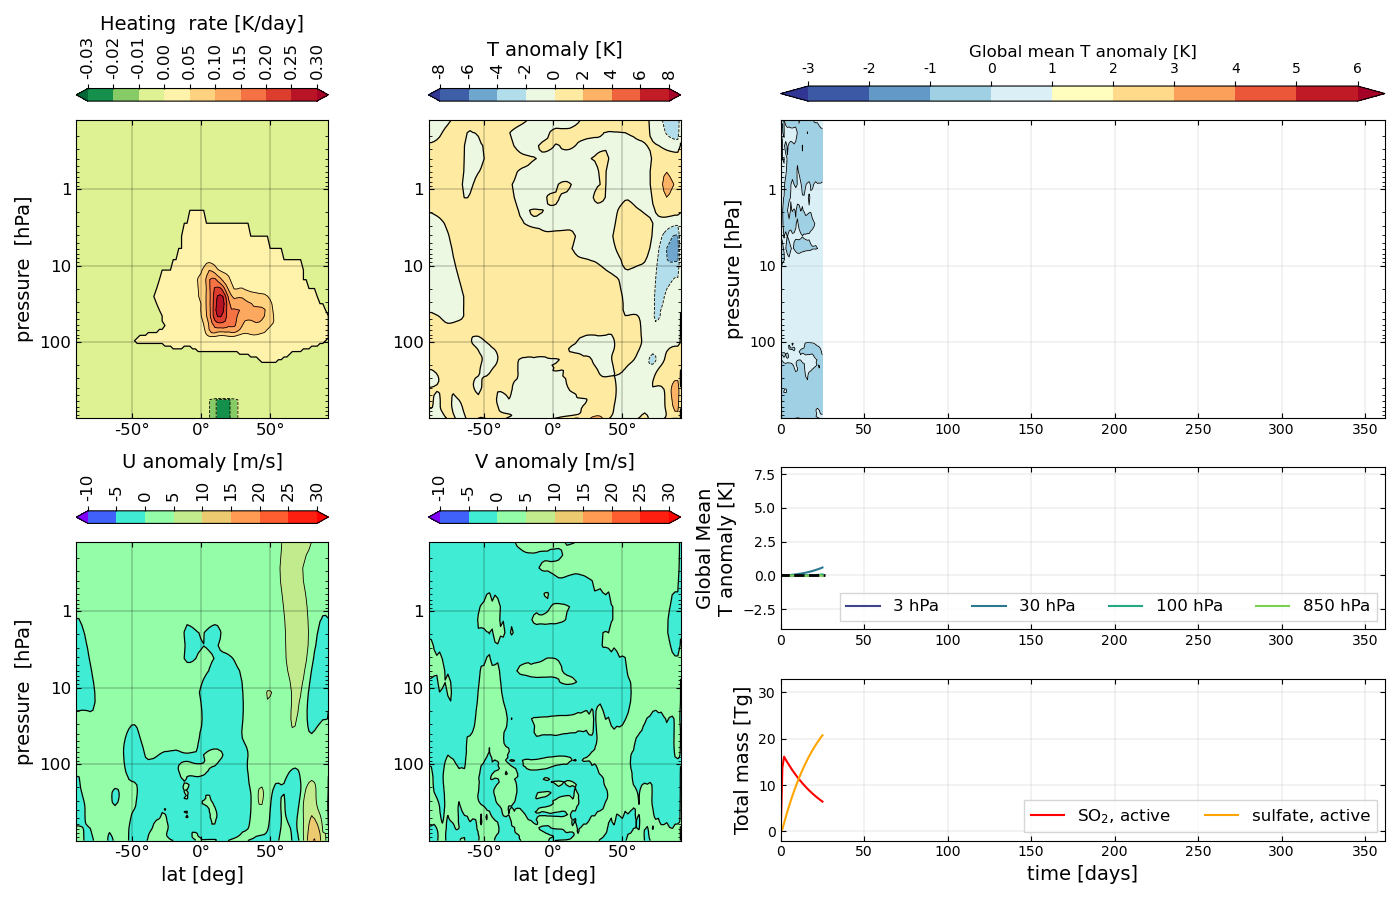 Heating  rate [K/day]
-0.03 -0.02 -0.01 0.00 0.05 0.10 0.15 0.20 0.25 0.30
pressure  [hPa]
1
10
100
-50° 0° 50°
T anomaly [K]
-8 -6 -4 -2 0 2 4 6 8
1
10
100
-50° 0° 50°
Global mean T anomaly [K]
-3 -2 -1 0 1 2 3 4 5 6
pressure [hPa]
1
10
100
0 50 100 150 200 250 300 350
U anomaly [m/s]
-10 -5 0 5 10 15 20 25 30
pressure  [hPa]
1
10
100
-50° 0° 50°
lat [deg]
V anomaly [m/s]
-10 -5 0 5 10 15 20 25 30
1
10
100
-50° 0° 50°
lat [deg]
Global Mean
T anomaly [K]
7.5
5.0
2.5
0.0
−2.5
3 hPa 30 hPa 100 hPa 850 hPa
0 50 100 150 200 250 300 350
Total mass [Tg]
30
20
10
0
SO₂, active sulfate, active
0 50 100 150 200 250 300 350
time [days]